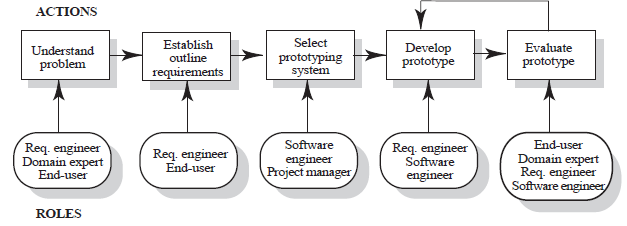 ACTIONS
Understand
problem
Establish
outline
requirements
Select
prototyping
system
Develop
prototype
Evaluate
prototype
Req. engineer
Domain expert
End-user
Req. engineer
End-user
Software
engineer
Project manager
Req. engineer
Software
engineer
End-user
Domain expert
Req. engineer
Software engineer
ROLES